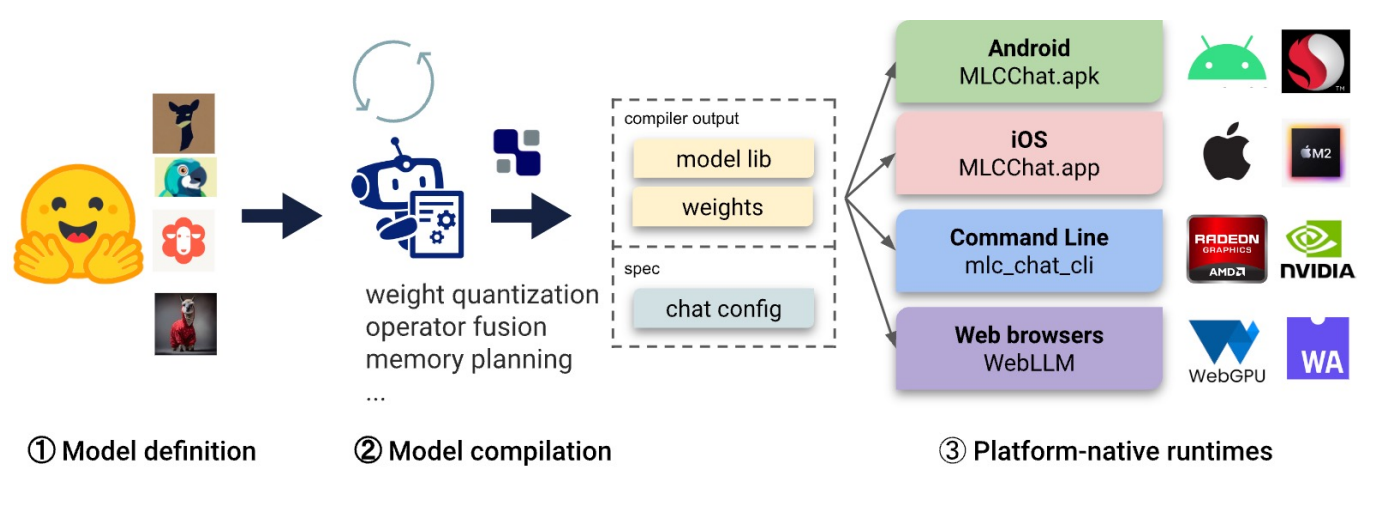 Android
MLCChat.apk
TM
compiler output
model lib
weights
iOS
MLCChat.app
M2
Command Line
mlc_chat_cli
RADEON
GRAPHICS
AMD
NVIDIA
spec
chat config
weight quantization
operator fusion
memory planning
...
Web browsers
WebLLM
WebGPU
WA
① Model definition
② Model compilation
③ Platform-native runtimes